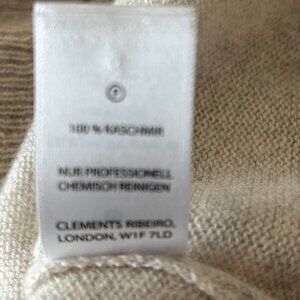 100 % KASCHMIR
NUR PROFESSIONELL
CHEMISCH REINIGEN
CLEMENTS RIBEIRO,
LONDON, W1F 7LD